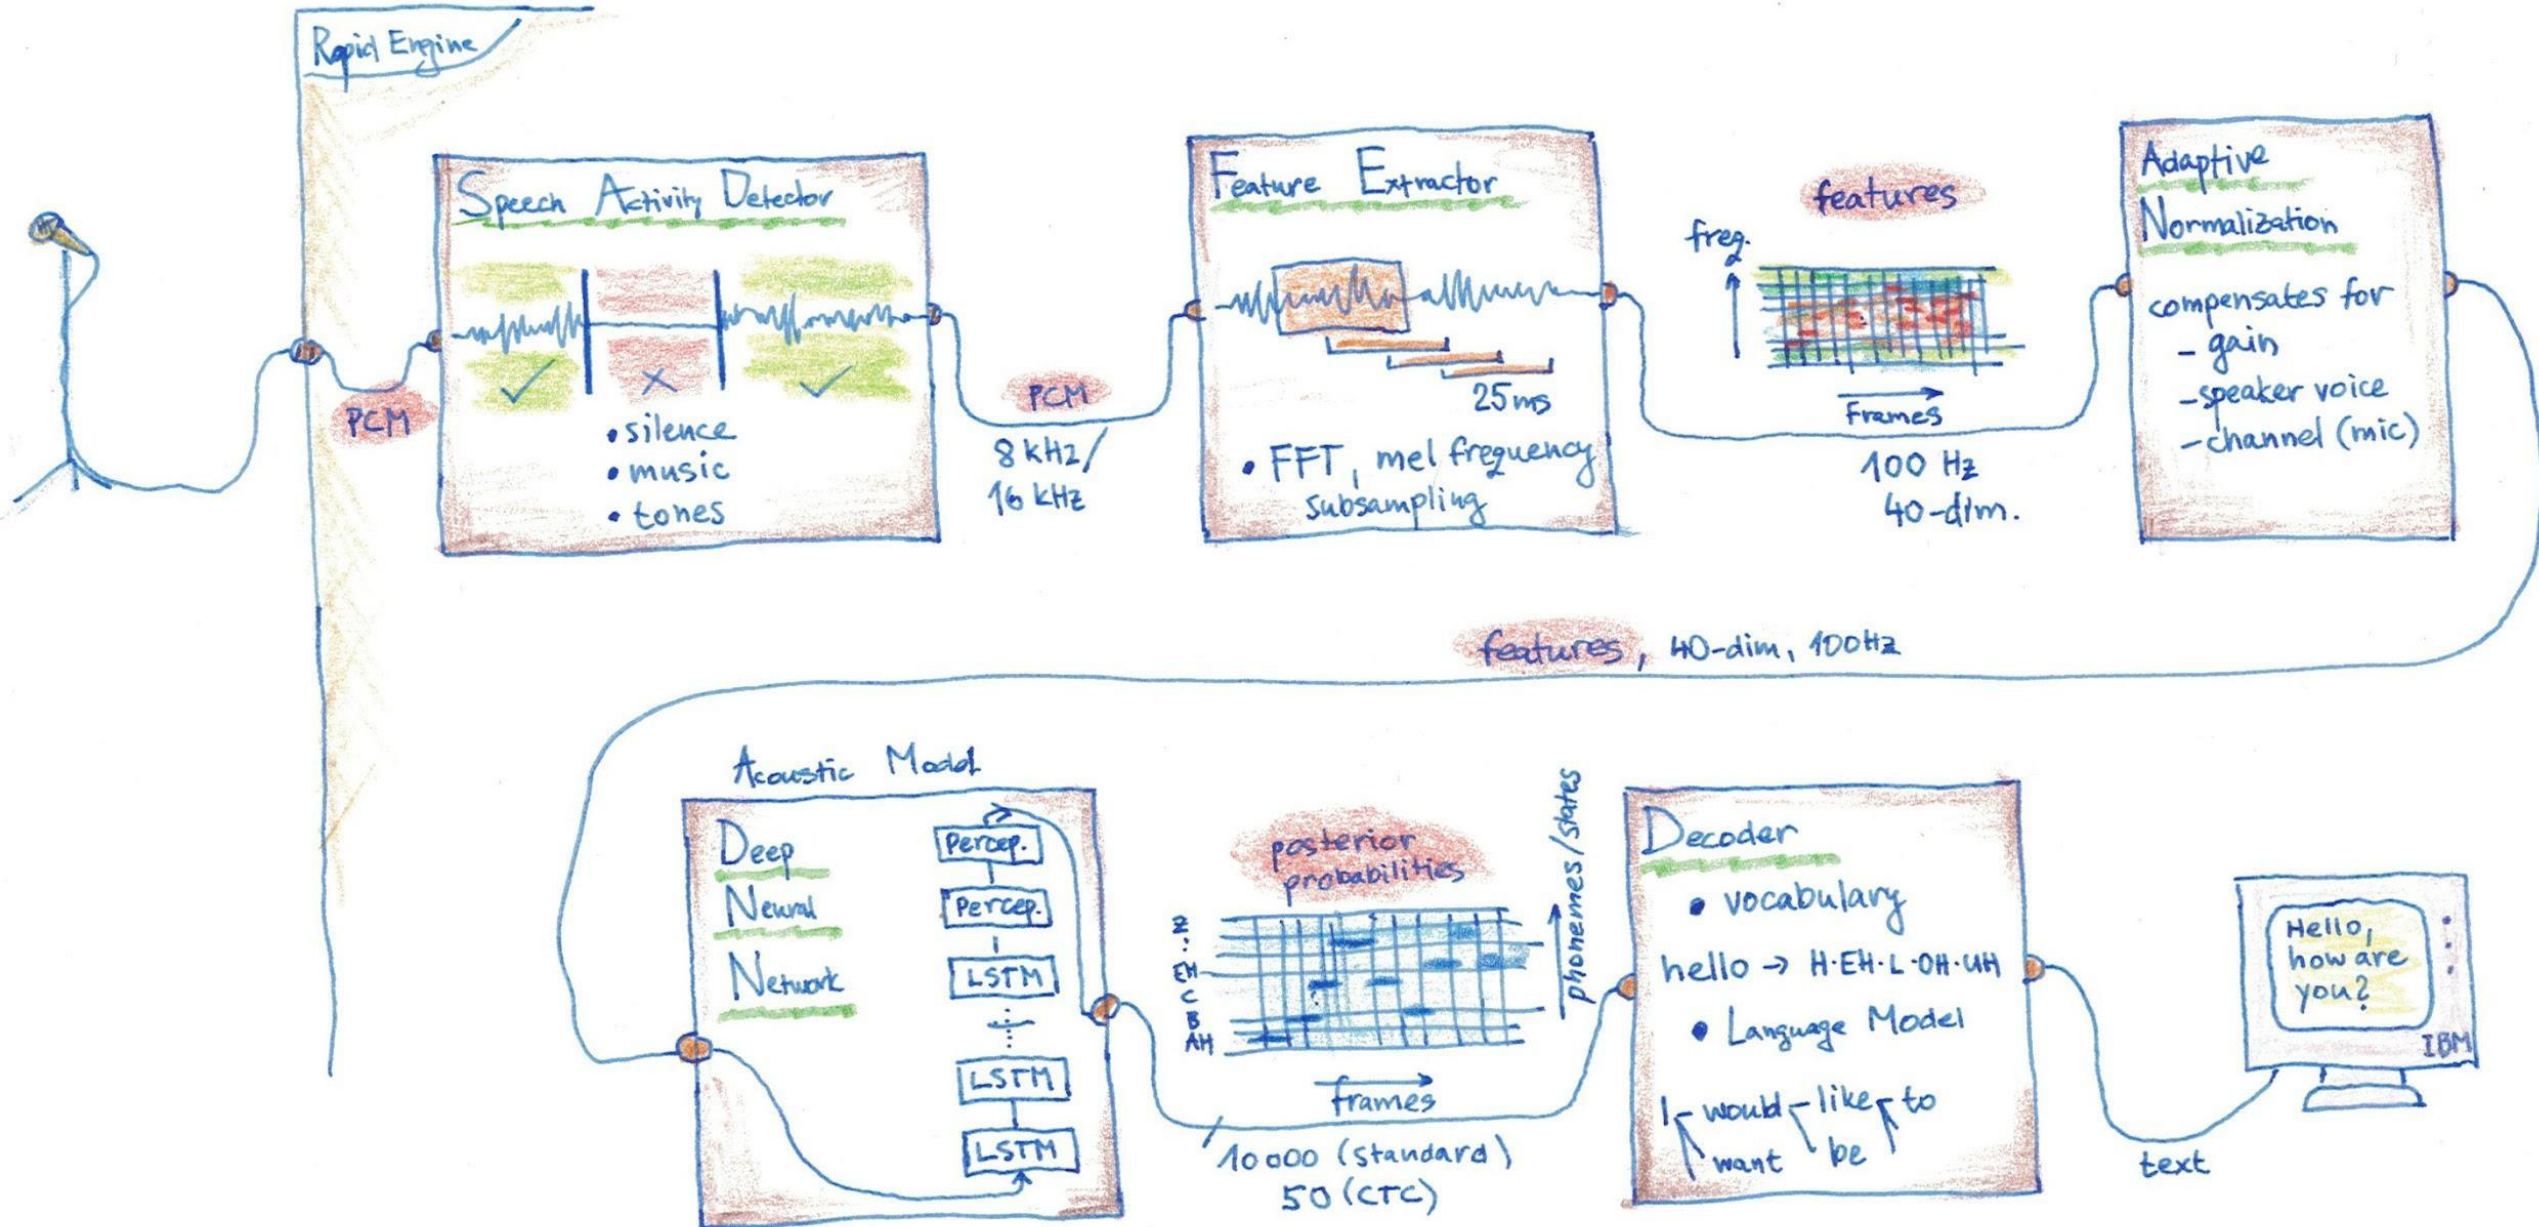 Rapid Engine
PCM
Speech Activity Detector
• silence
• music
• tones
PCM
8 kHz/
16 kHz
Feature Extractor
25ms
• FFT, mel frequency
subsampling
features
freq.
Frames
100 Hz
40-dim.
Adaptive
Normalization
compensates for
- gain
- speaker voice
- channel (mic)
features, 40-dim, 100Hz
Acoustic Model
Deep
Neural
Network
Percep.
Percep.
LSTM
LSTM
LSTM
posterior
probabilities
phonemes/states
Z
:
EH
C
B
AH
frames
10000 (standard)
50 (CTC)
Decoder
• vocabulary
hello → H·EH·L·OH·UH
• Language Model
I would like to
want be
text
Hello,
how are
you?
IBM